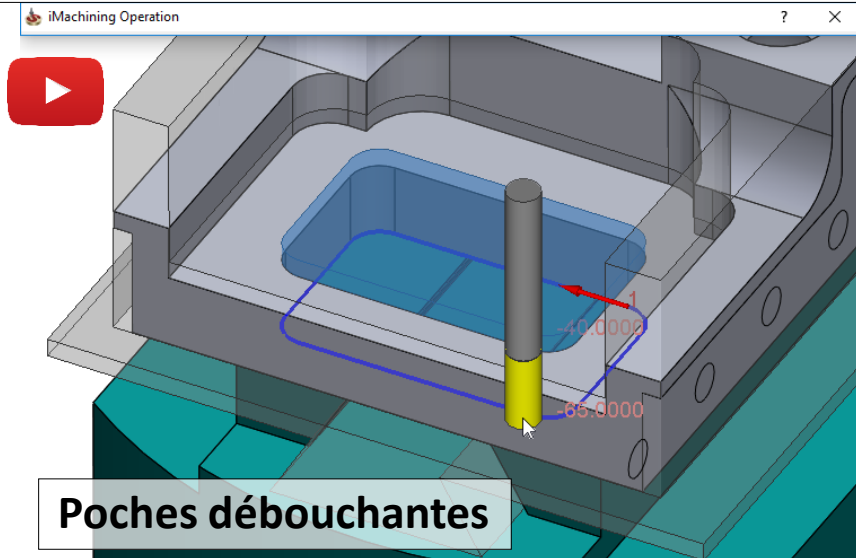 iMachining Operation
?
1
-40.0000
-65.0000
Poches débouchantes